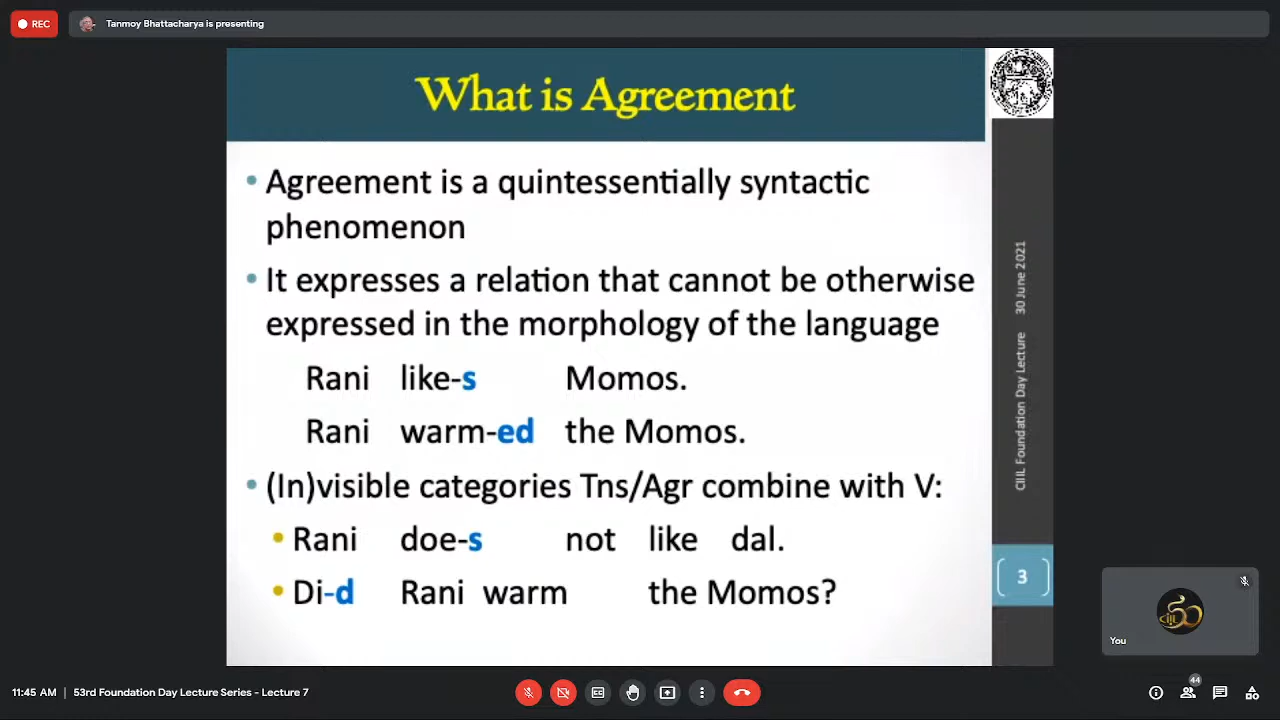 REC
Tanmoy Bhattacharya is presenting
What is Agreement
• Agreement is a quintessentially syntactic
phenomenon
• It expresses a relation that cannot be otherwise
expressed in the morphology of the language
Rani like-s Momos.
Rani warm-ed the Momos.
• (In)visible categories Tns/Agr combine with V:
• Rani doe-s not like dal.
• Di-d Rani warm the Momos?
CIIL Foundation Day Lecture 30 June 2021
3
You
11:45 AM | 53rd Foundation Day Lecture Series - Lecture 7
44